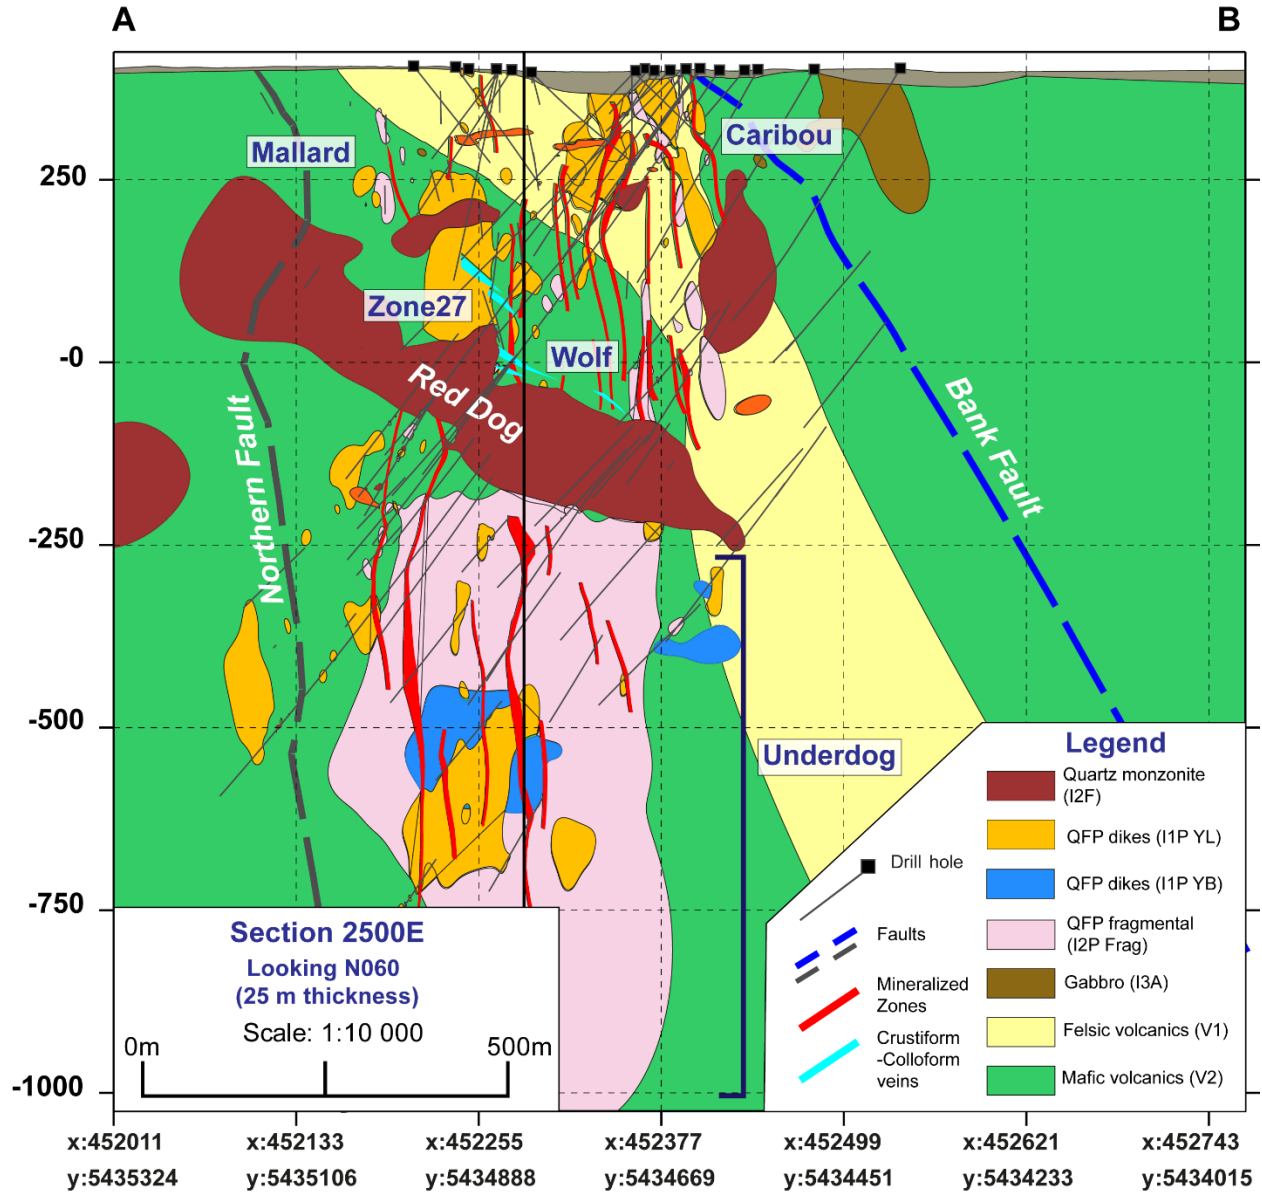 A
B
250
-0
-250
-500
-750
-1000
Mallard
Caribou
Zone27
Wolf
Red Dog
Northern Fault
Bank Fault
Underdog
Legend
Quartz monzonite
(I2F)
QFP dikes (I1P YL)
QFP dikes (I1P YB)
QFP fragmental
(I2P Frag)
Gabbro (I3A)
Felsic volcanics (V1)
Mafic volcanics (V2)
Drill hole
Faults
Mineralized
Zones
Crustiform
-Colloform
veins
Section 2500E
Looking N060
(25 m thickness)
Scale: 1:10 000
0m
500m
x:452011
y:5435324
x:452133
y:5435106
x:452255
y:5434888
x:452377
y:5434669
x:452499
y:5434451
x:452621
y:5434233
x:452743
y:5434015